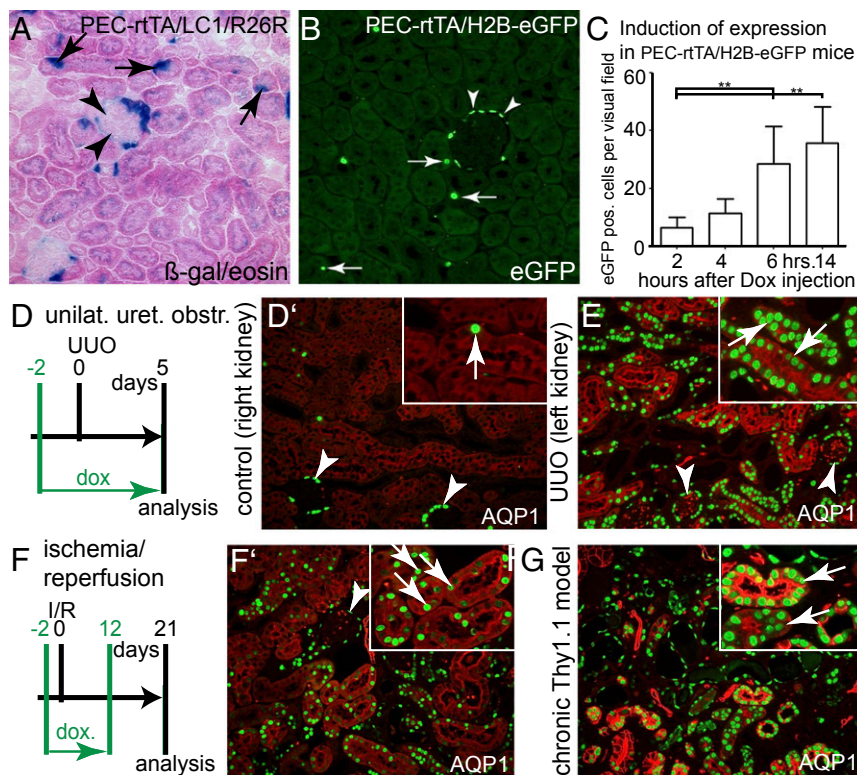 A PEC-rtTA/LC1/R26R
ß-gal/eosin
B PEC-rtTA/H2B-eGFP
eGFP
C Induction of expression
in PEC-rtTA/H2B-eGFP mice
eGFP pos. cells per visual field
60
40
20
0
** **
2 4 6 hrs.14
hours after Dox injection
D unilat. uret. obstr.
UUO
-2 0 5
days
dox
analysis
D'
control (right kidney)
AQP1
E
UUO (left kidney)
AQP1
F ischemia/
reperfusion
I/R
-2 0 12 21
days
dox.
analysis
F'
AQP1
G
chronic Thy1.1 model
AQP1